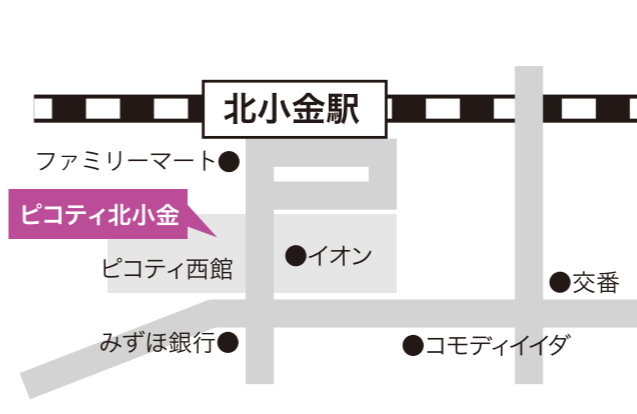 北小金駅
ファミリーマート●
ピコティ北小金
●イオン
ピコティ西館
●交番
みずほ銀行●
●コモディイイダ